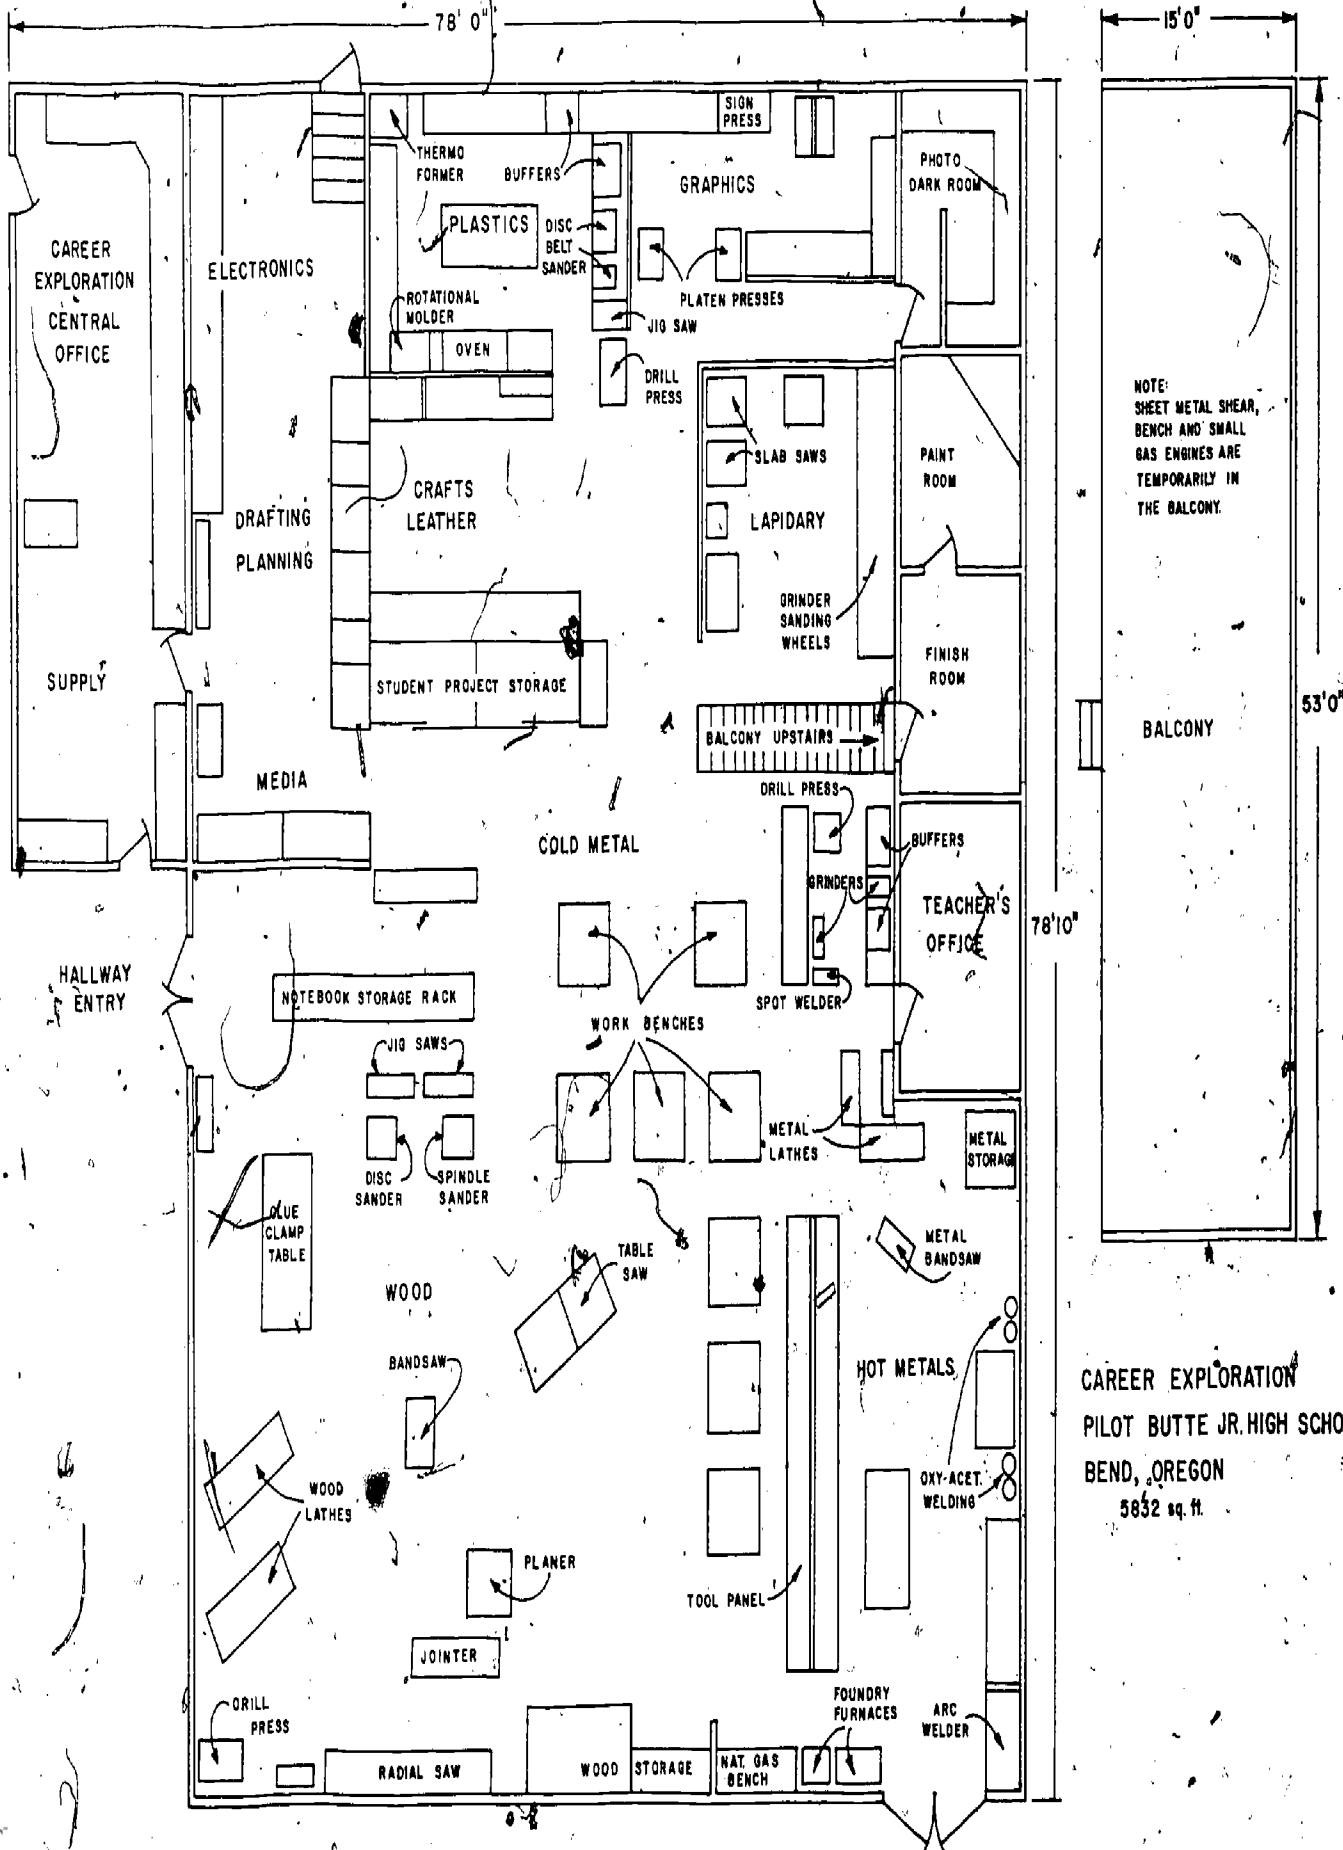 78' 0"
15'0"
SIGN
PRESS
THERMO
FORMER
BUFFERS
GRAPHICS
PHOTO
DARK ROOM
CAREER
EXPLORATION
CENTRAL
OFFICE
ELECTRONICS
PLASTICS
DISC
BELT
SANDER
PLATEN PRESSES
ROTATIONAL
MOLDER
JIG SAW
OVEN
DRILL
PRESS
NOTE:
SHEET METAL SHEAR,
BENCH AND SMALL
GAS ENGINES ARE
TEMPORARILY IN
THE BALCONY.
SLAB SAWS
PAINT
ROOM
CRAFTS
LEATHER
LAPIDARY
DRAFTING
PLANNING
GRINDER
SANDING
WHEELS
FINISH
ROOM
SUPPLY
STUDENT PROJECT STORAGE
53'0"
BALCONY UPSTAIRS
BALCONY
MEDIA
DRILL PRESS
COLD METAL
BUFFERS
GRINDERS
TEACHER'S
OFFICE
78'10"
HALLWAY
ENTRY
NOTEBOOK STORAGE RACK
SPOT WELDER
WORK BENCHES
JIG SAWS
METAL
LATHES
METAL
STORAGE
DISC
SANDER
SPINDLE
SANDER
GLUE
CLAMP
TABLE
TABLE
SAW
METAL
BANDSAW
WOOD
BANDSAW
HOT METALS
CAREER EXPLORATION
PILOT BUTTE JR. HIGH SCHO
BEND, OREGON
5832 sq. ft.
OXY-ACET.
WELDING
WOOD
LATHES
PLANER
TOOL PANEL
JOINTER
DRILL
PRESS
FOUNDRY
FURNACES
ARC
WELDER
RADIAL SAW
WOOD STORAGE
NAT. GAS
BENCH